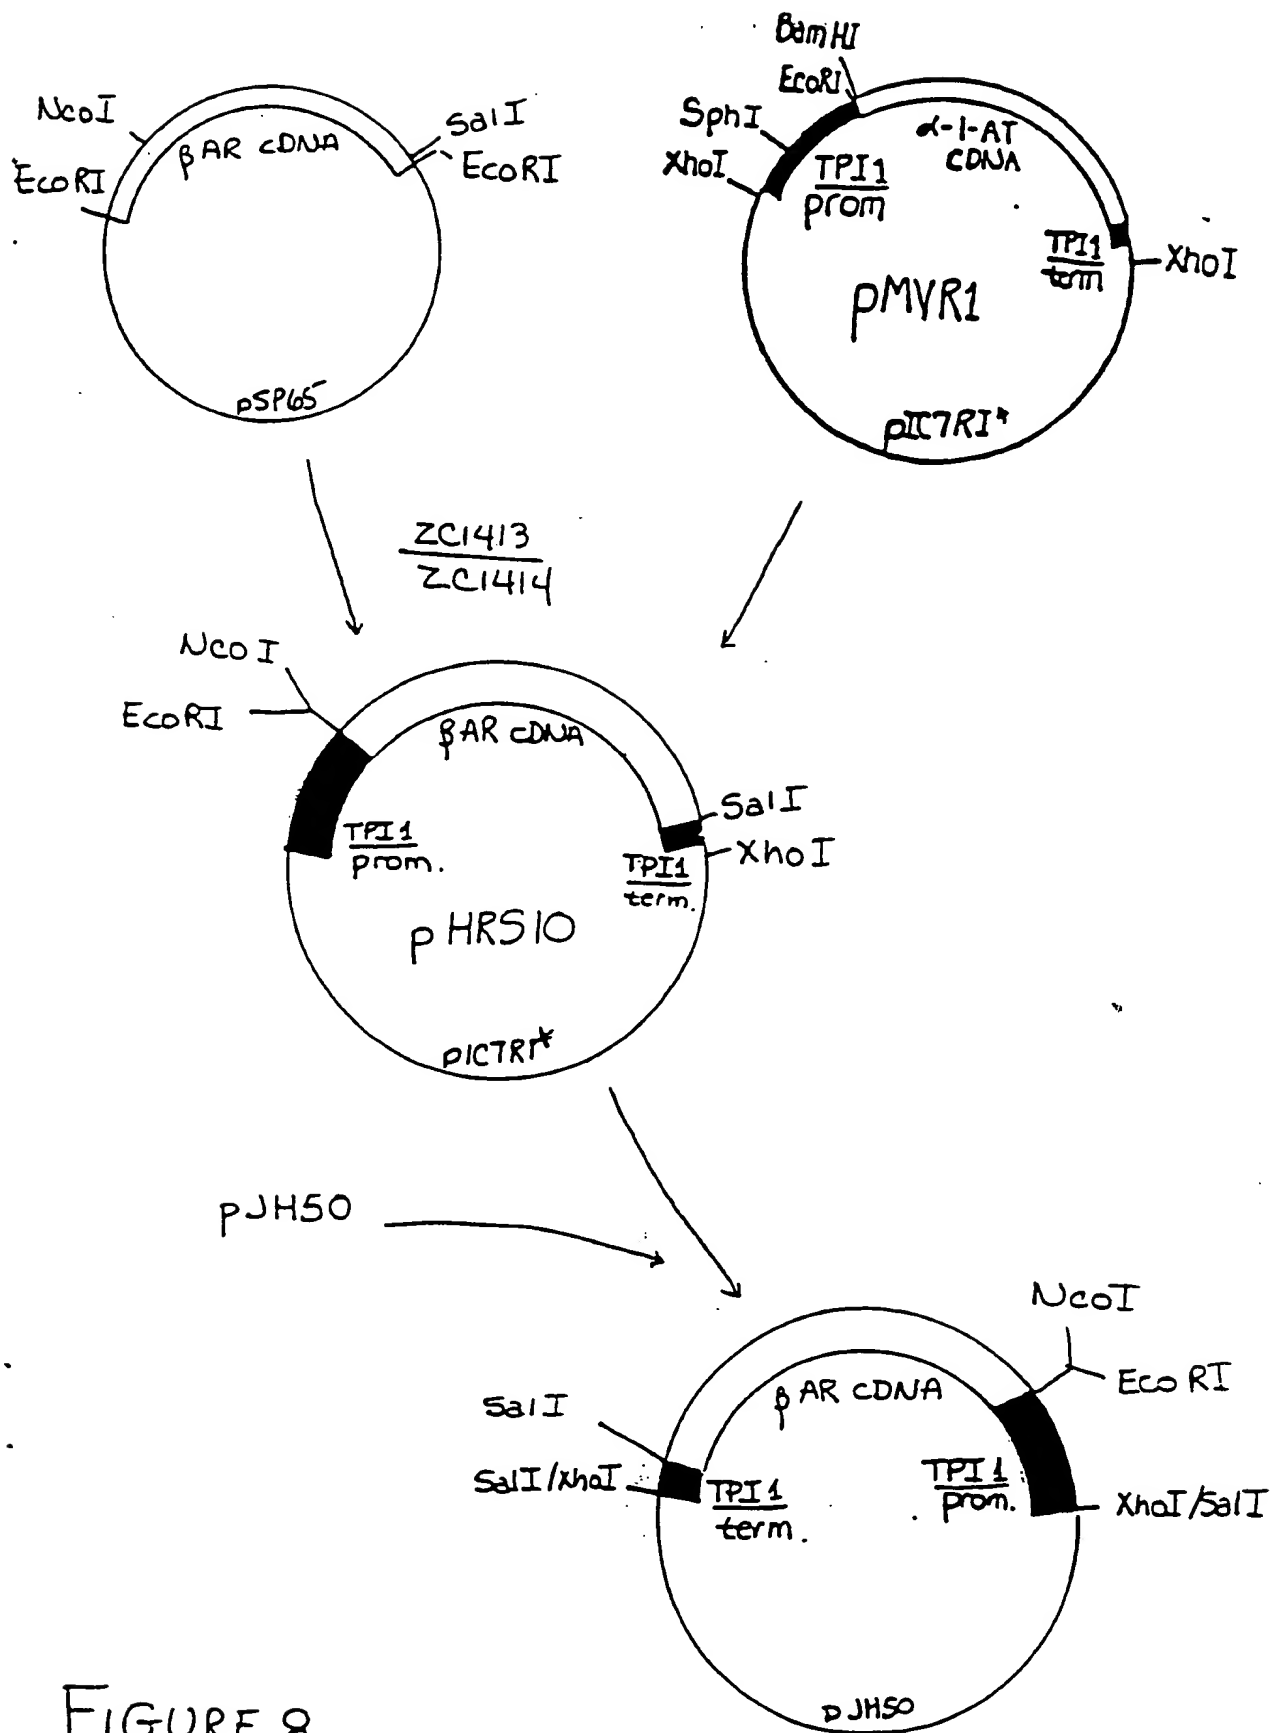 NcoI
EcoRI
βAR cDNA
SalI
EcoRI
pSP65
BamHI
EcoRI
SphI
XhoI
TPI1
prom
α-1-AT
CDNA
TPI1
term
XhoI
pMVR1
pIC7RI*
ZC1413
ZC1414
NcoI
EcoRI
βAR cDNA
SalI
XhoI
TPI1
prom.
TPI1
term.
pHRS10
pIC7RI*
pJH50
NcoI
EcoRI
βAR cDNA
SalI
SalI/XhoI
TPI1
term.
TPI1
prom.
XhoI/SalI
pJH50
FIGURE 8